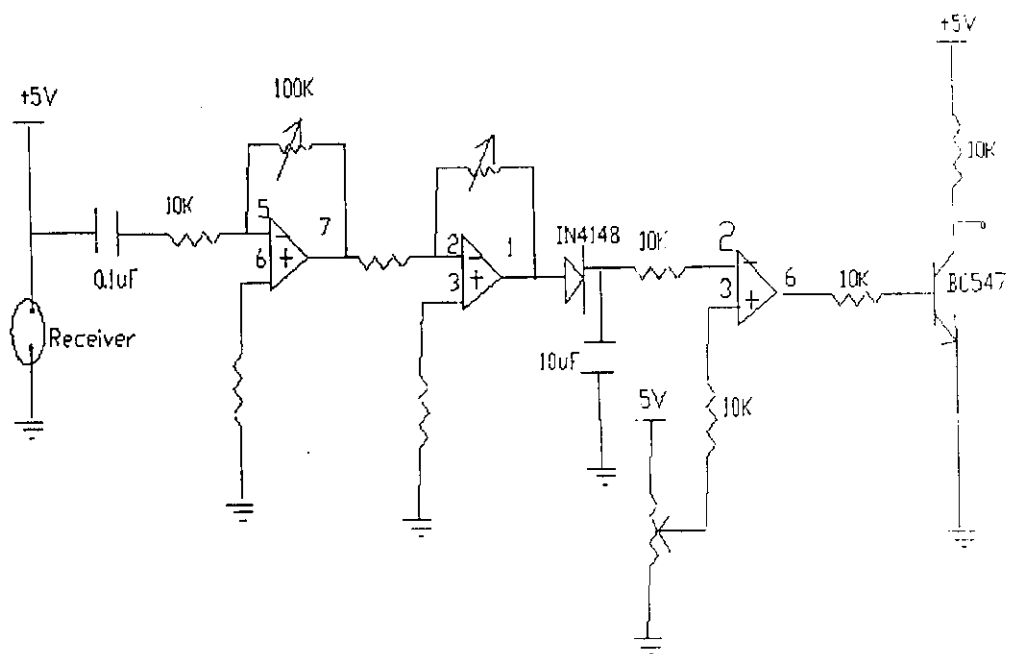 +5V
100K
+5V
10K
10K
5
7
6
0.1uF
2
1
3
IN4148
10K
2
3
6
10K
BC547
Receiver
10uF
5V
10K